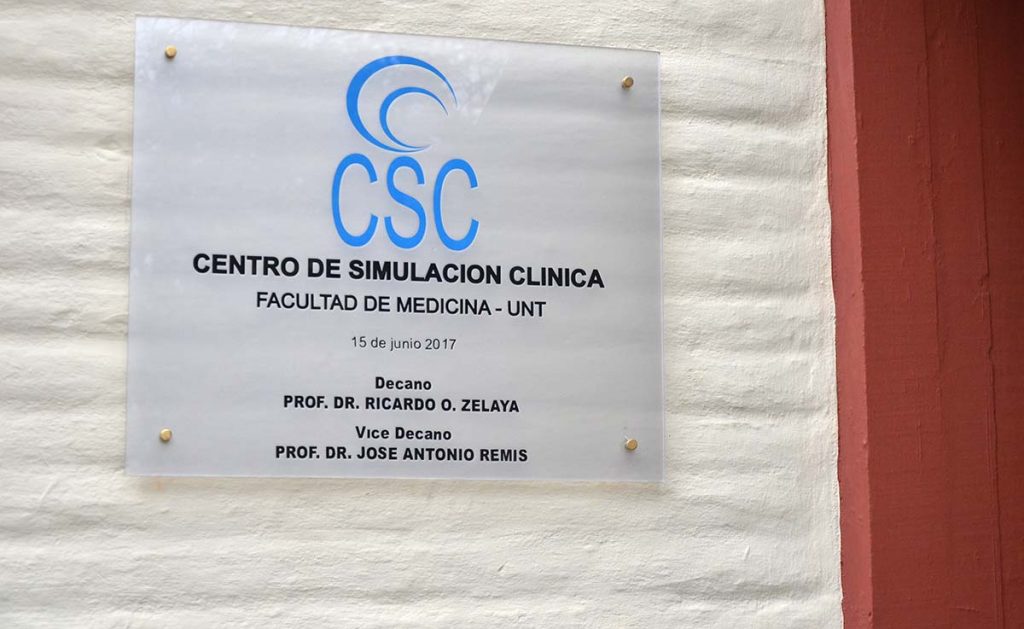 CSC
CENTRO DE SIMULACION CLINICA
FACULTAD DE MEDICINA - UNT
15 de junio 2017
Decano
PROF. DR. RICARDO O. ZELAYA
Vice Decano
PROF. DR. JOSE ANTONIO REMIS